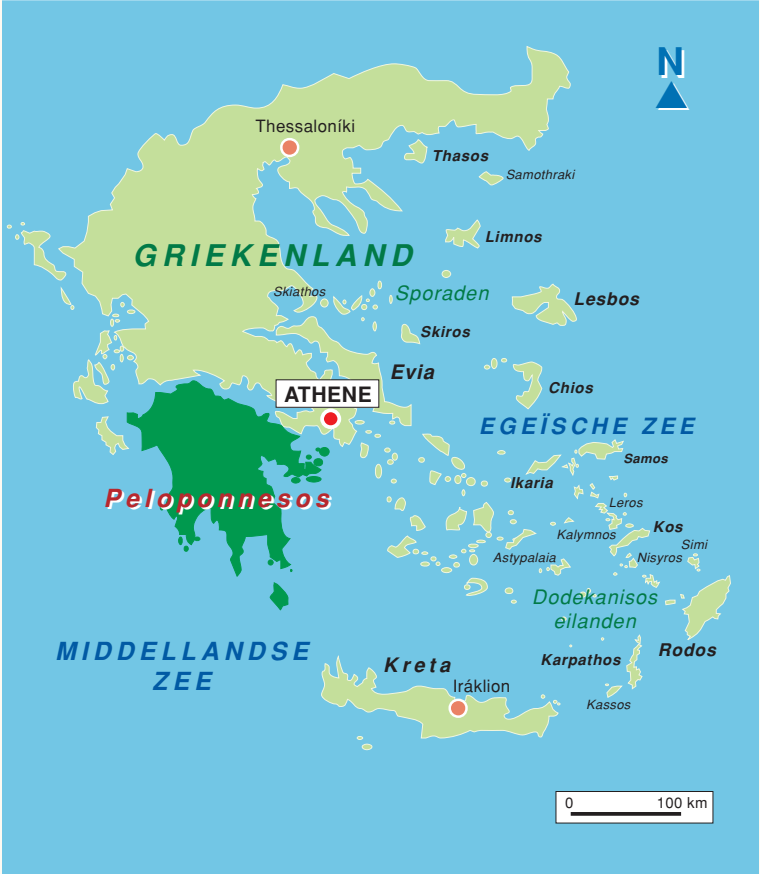 N
Thessaloníki
Thasos
Samothraki
Limnos
GRIEKENLAND
Skiathos
Sporaden
Lesbos
Skiros
Evia
ATHENE
Chios
EGEÏSCHE ZEE
Samos
Ikaria
Peloponnesos
Leros
Kalymnos
Kos
Simi
Astypalaia
Nisyros
Dodekanisos
eilanden
MIDDELLANDSE
ZEE
Kreta
Karpathos
Rodos
Iráklion
Kassos
0 100 km